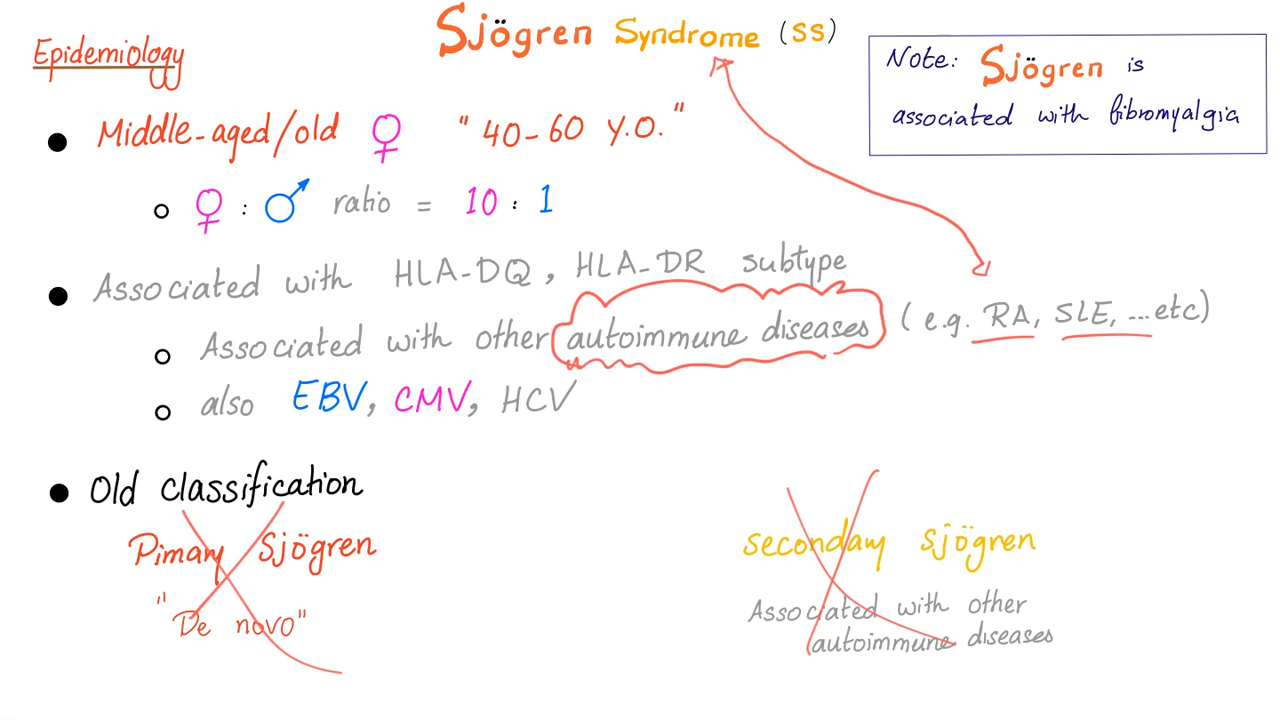 Sjögren Syndrome (SS)
Epidemiology
Note: Sjögren is
associated with fibromyalgia
● Middle-aged/old ♀ "40-60 y.o."
○ ♀ : ♂ ratio = 10 : 1
● Associated with HLA-DQ, HLA-DR subtype
○ Associated with other autoimmune diseases (e.g. RA, SLE, ...etc)
○ also EBV, CMV, HCV
● Old classification
Pimary Sjögren
"De novo"
secondary sjögren
Associated with other
autoimmune diseases